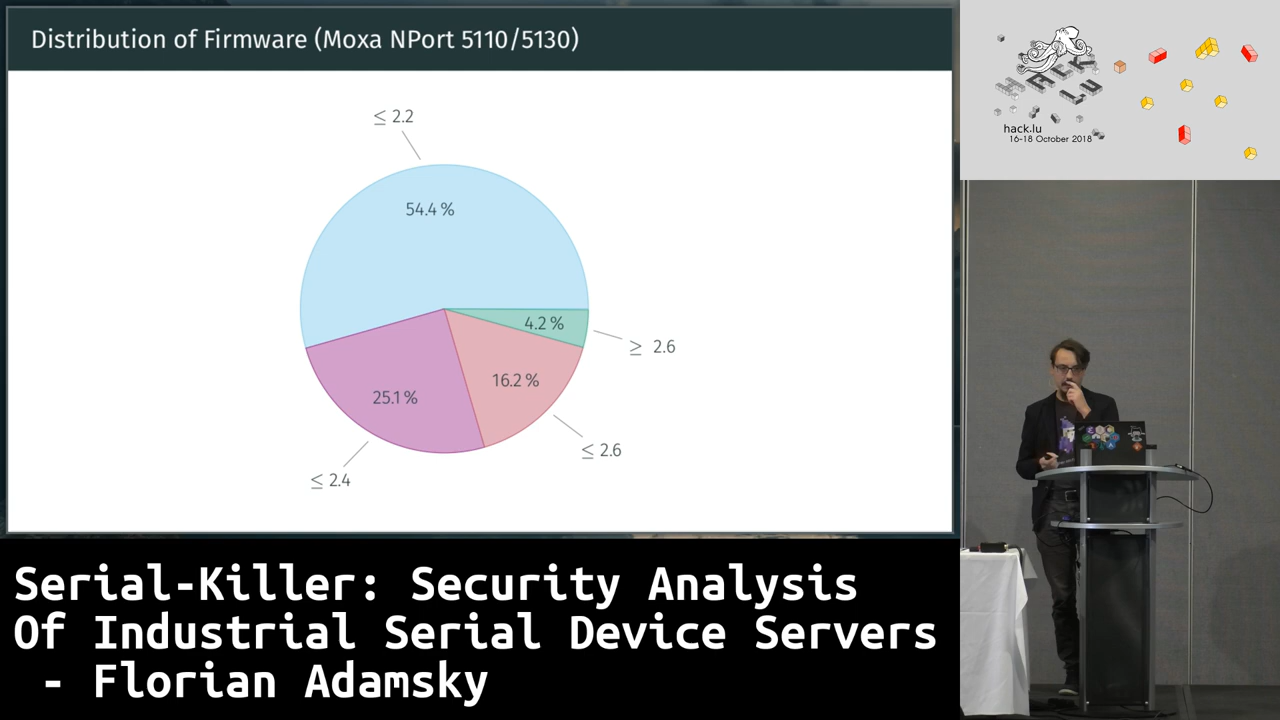 Distribution of Firmware (Moxa NPort 5110/5130)
≤ 2.2
54.4 %
4.2 %
≥ 2.6
16.2 %
25.1 %
≤ 2.6
≤ 2.4
HACK
LU
hack.lu
16-18 October 2018
Serial-Killer: Security Analysis
Of Industrial Serial Device Servers
- Florian Adamsky